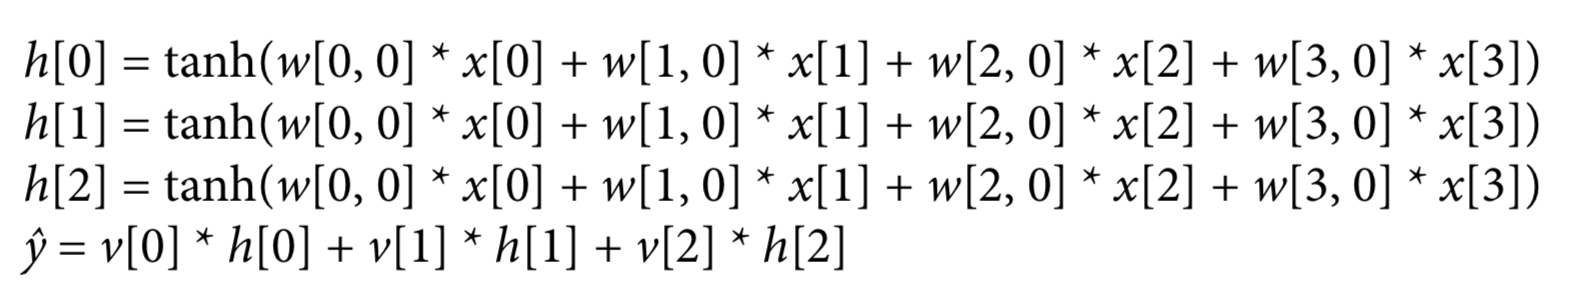 h[0] = tanh(w[0, 0] * x[0] + w[1, 0] * x[1] + w[2, 0] * x[2] + w[3, 0] * x[3])
h[1] = tanh(w[0, 0] * x[0] + w[1, 0] * x[1] + w[2, 0] * x[2] + w[3, 0] * x[3])
h[2] = tanh(w[0, 0] * x[0] + w[1, 0] * x[1] + w[2, 0] * x[2] + w[3, 0] * x[3])
ŷ = v[0] * h[0] + v[1] * h[1] + v[2] * h[2]